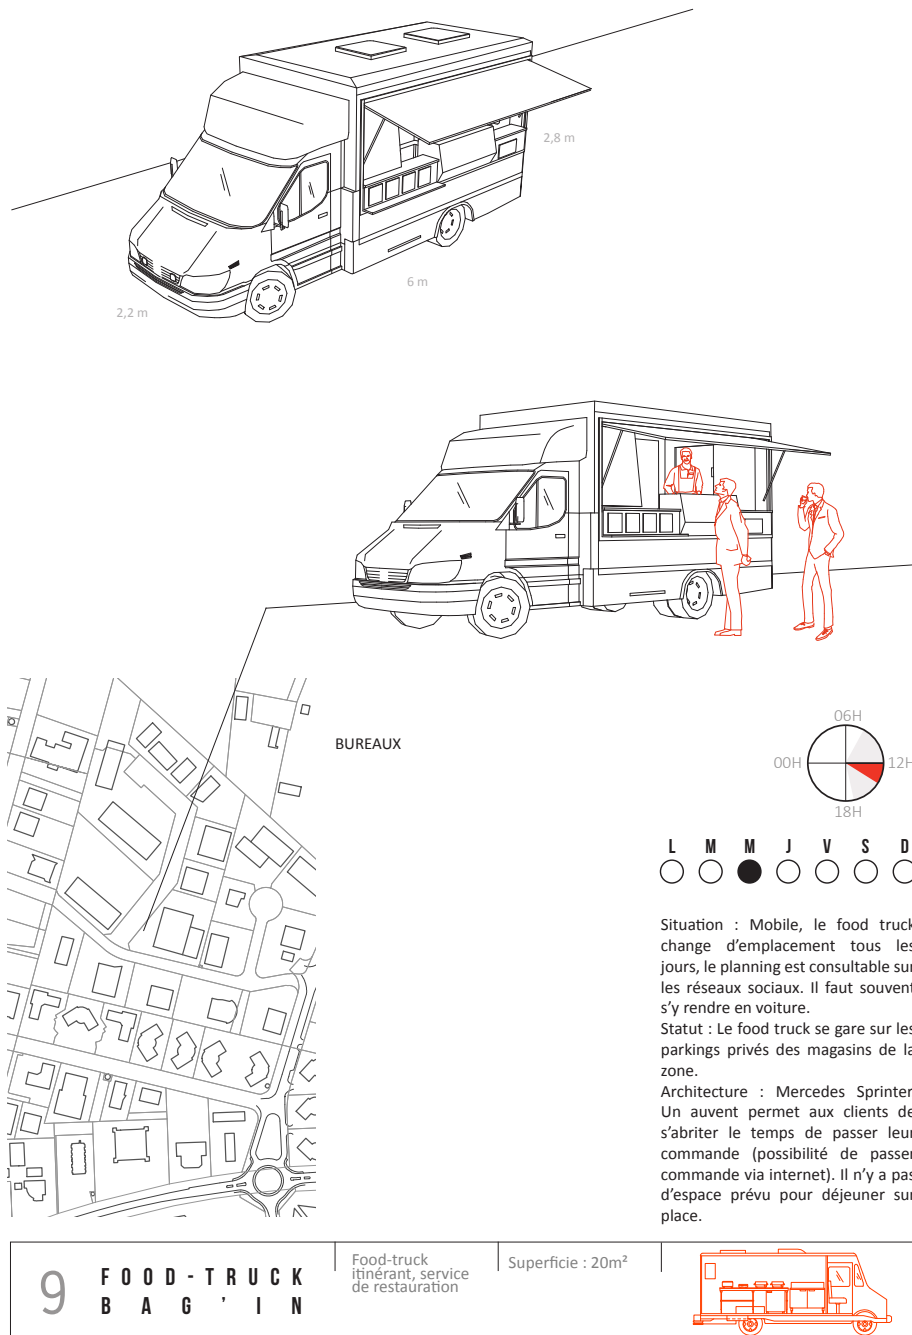 2,8 m
6 m
2,2 m
BUREAUX
06H
00H
12H
18H
L M M J V S D
Situation : Mobile, le food truck
change d’emplacement tous les
jours, le planning est consultable sur
les réseaux sociaux. Il faut souvent
s’y rendre en voiture.
Statut : Le food truck se gare sur les
parkings privés des magasins de la
zone.
Architecture : Mercedes Sprinter.
Un auvent permet aux clients de
s’abriter le temps de passer leur
commande (possibilité de passer
commande via internet). Il n’y a pas
d’espace prévu pour déjeuner sur
place.
9
FOOD-TRUCK
BAG’IN
Food-truck
itinérant, service
de restauration
Superficie : 20m²